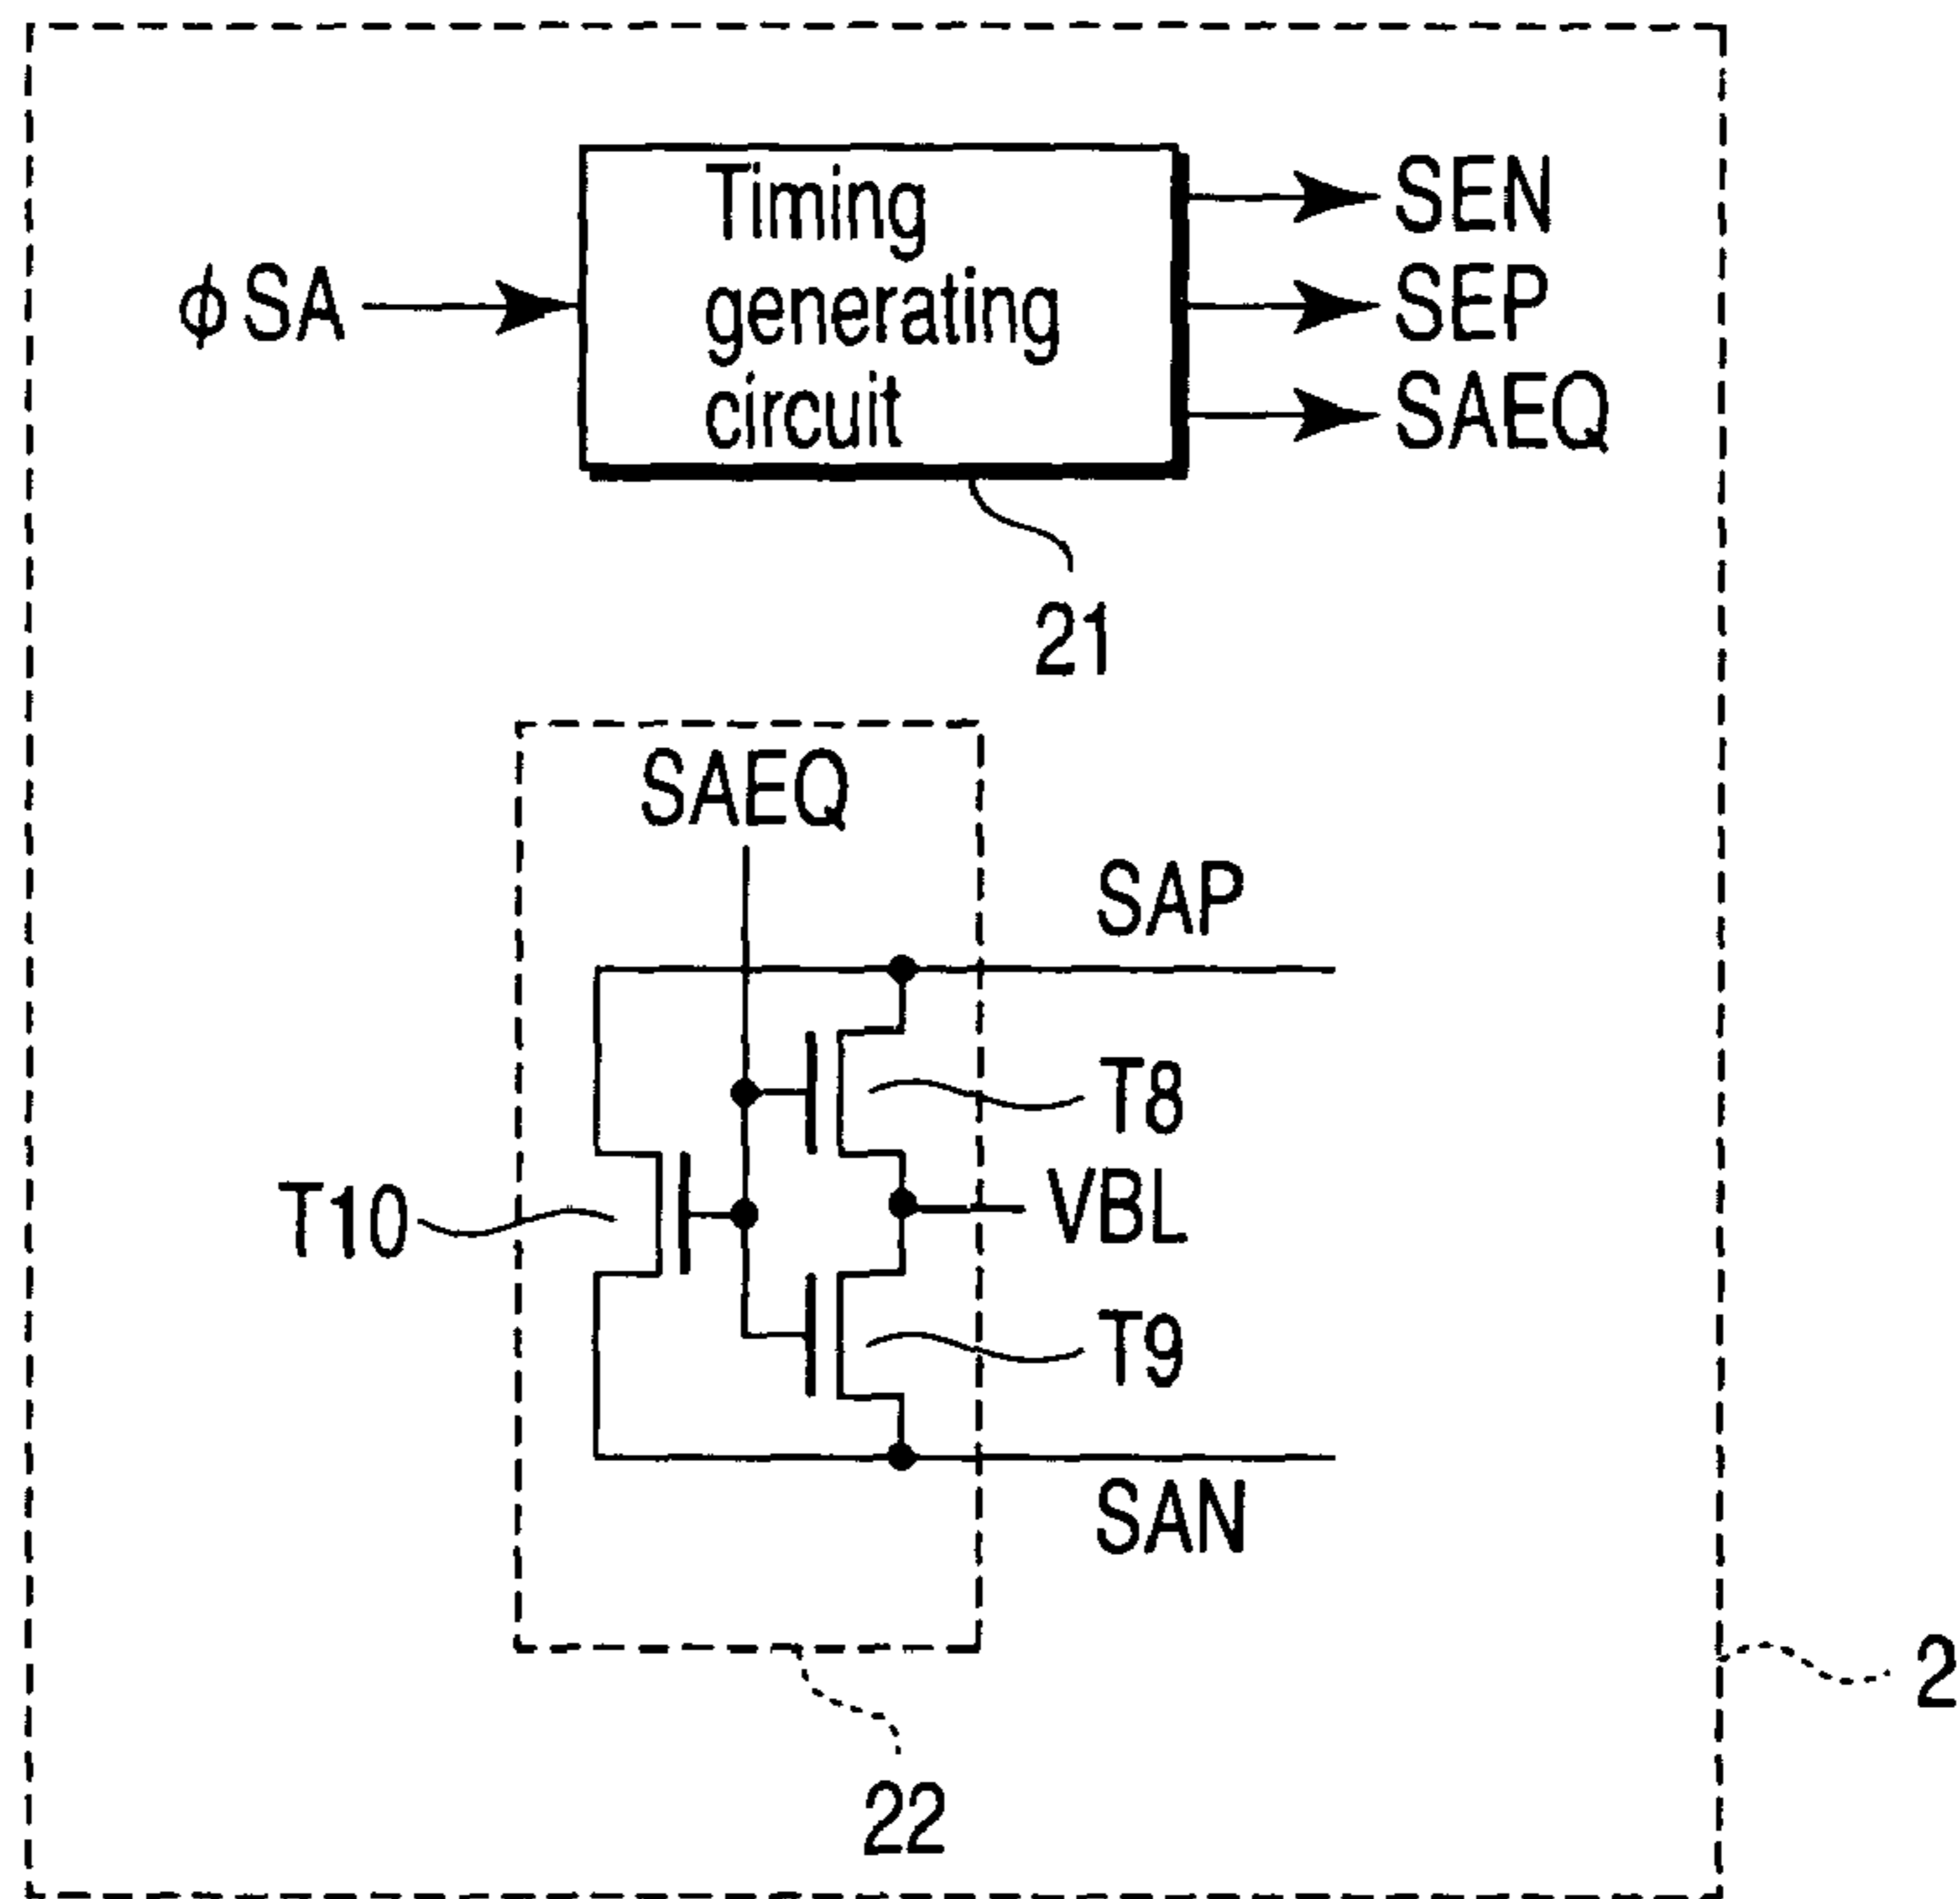 Timing
generating
circuit
ϕSA
SEN
SEP
SAEQ
21
SAEQ
SAP
T8
T10
VBL
T9
SAN
2
22